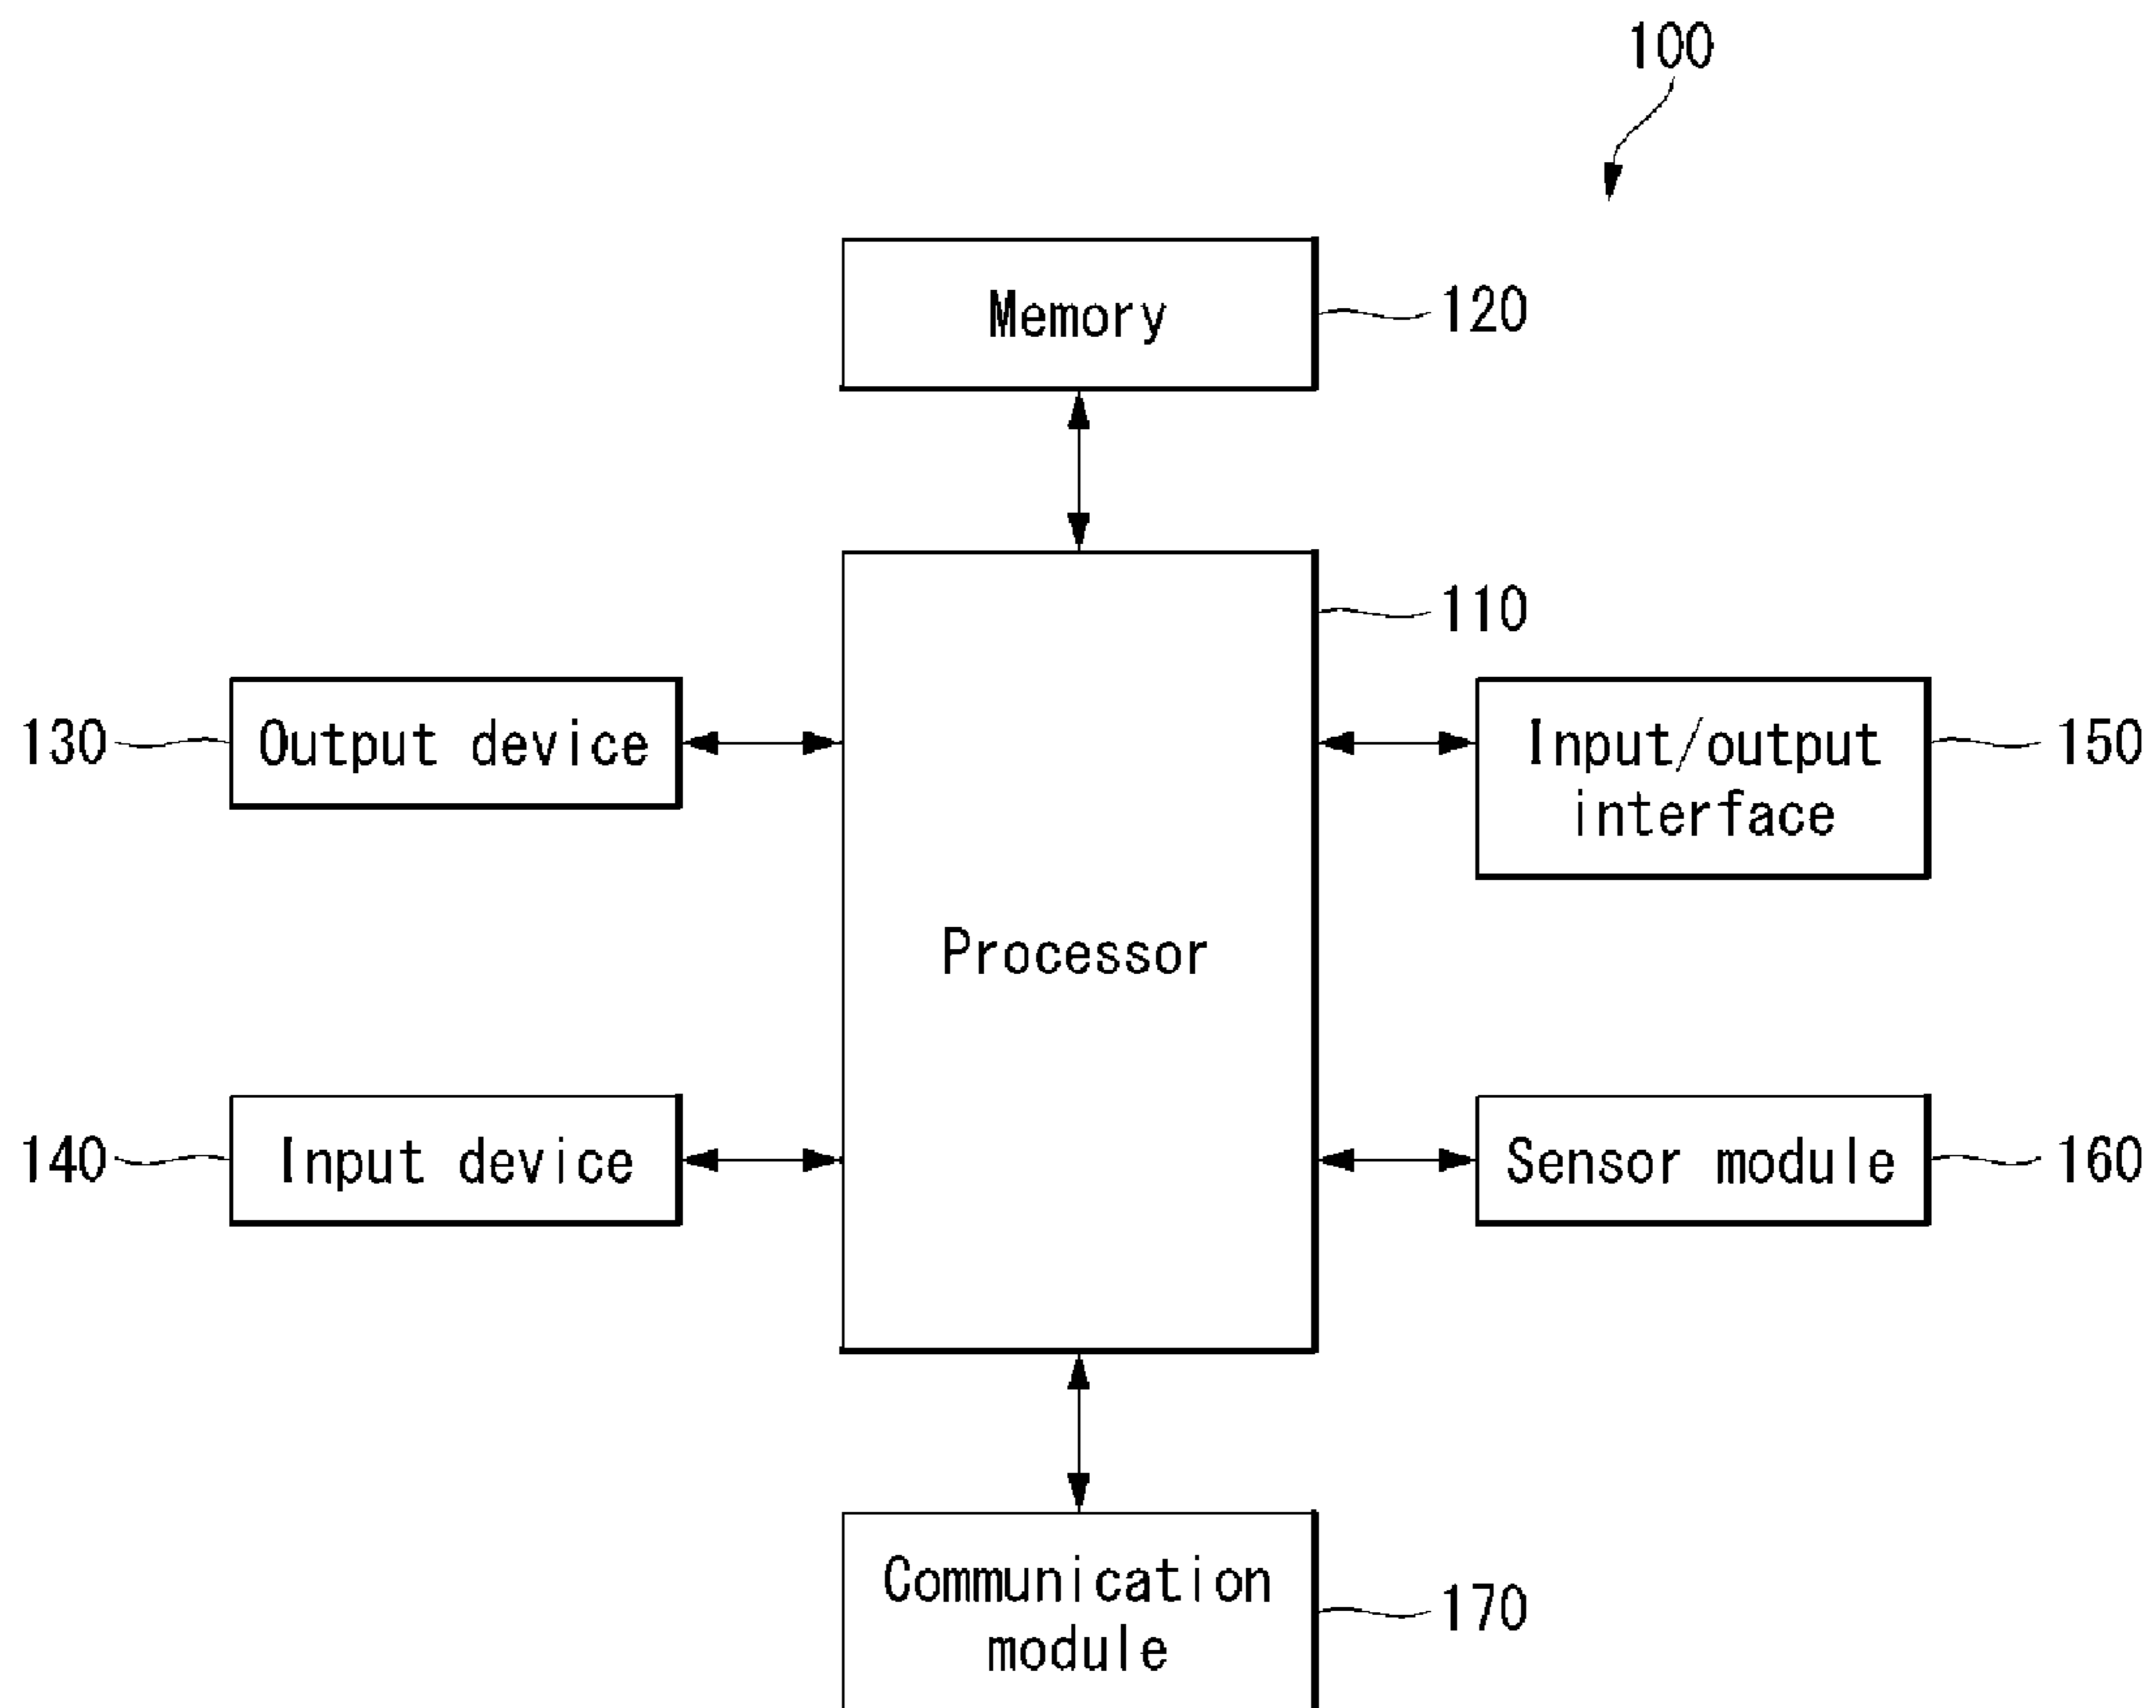 100
Memory
120
110
130
Output device
Input/output
interface
150
Processor
140
Input device
Sensor module
160
Communication
module
170